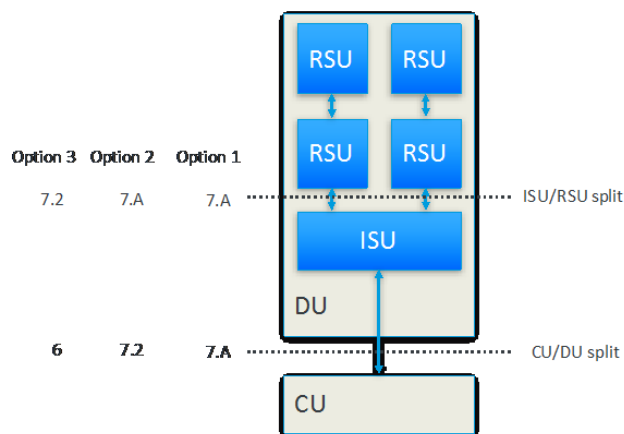 RSU RSU
RSU RSU
Option 3 Option 2 Option 1
7.2 7.A 7.A ISU/RSU split
ISU
DU
6 7.2 7.A CU/DU split
CU